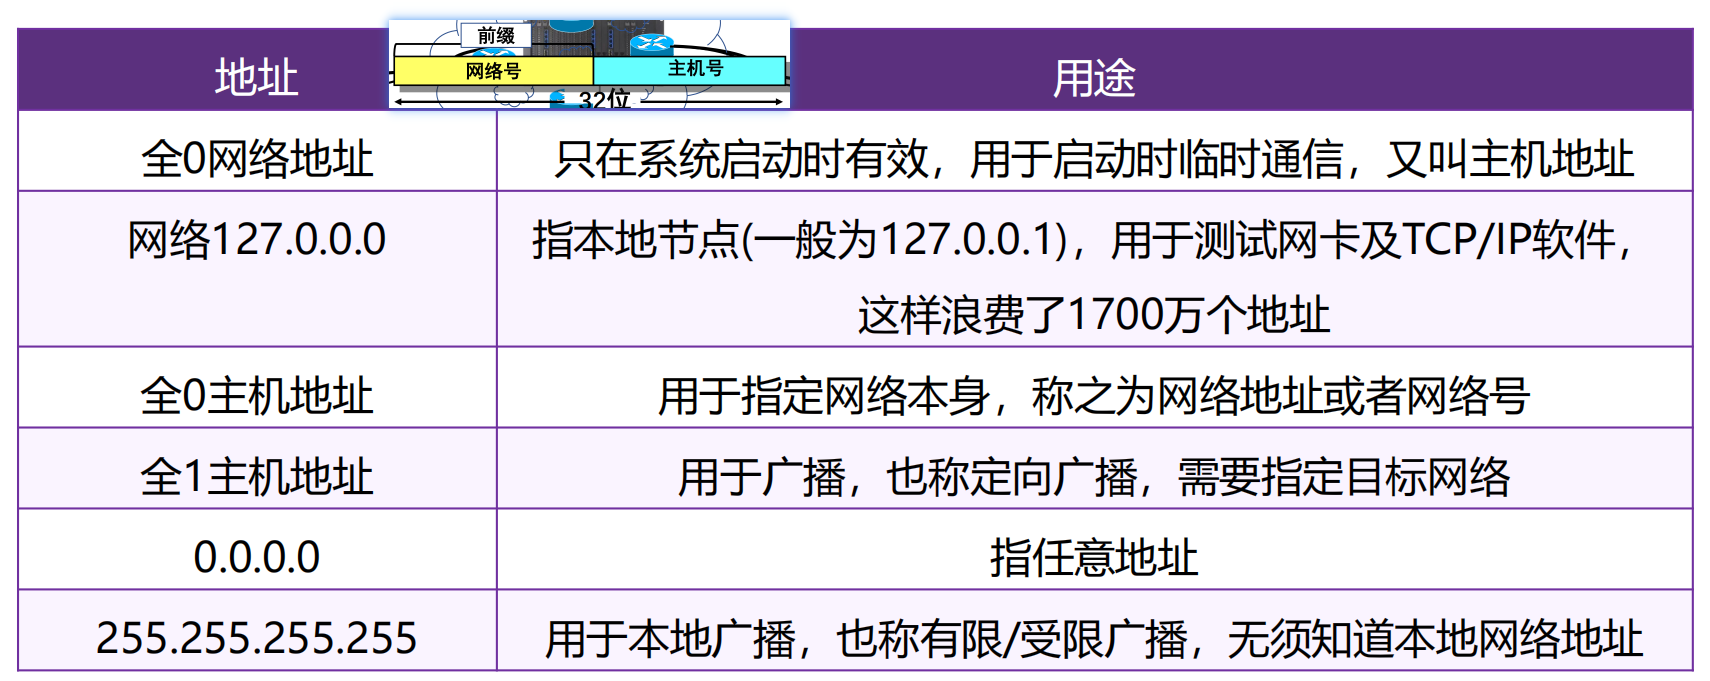 前缀
网络号 主机号
32位
地址 用途
全0网络地址 只在系统启动时有效，用于启动时临时通信，又叫主机地址
网络127.0.0.0 指本地节点(一般为127.0.0.1)，用于测试网卡及TCP/IP软件，
这样浪费了1700万个地址
全0主机地址 用于指定网络本身，称之为网络地址或者网络号
全1主机地址 用于广播，也称定向广播，需要指定目标网络
0.0.0.0 指任意地址
255.255.255.255 用于本地广播，也称有限/受限广播，无须知道本地网络地址